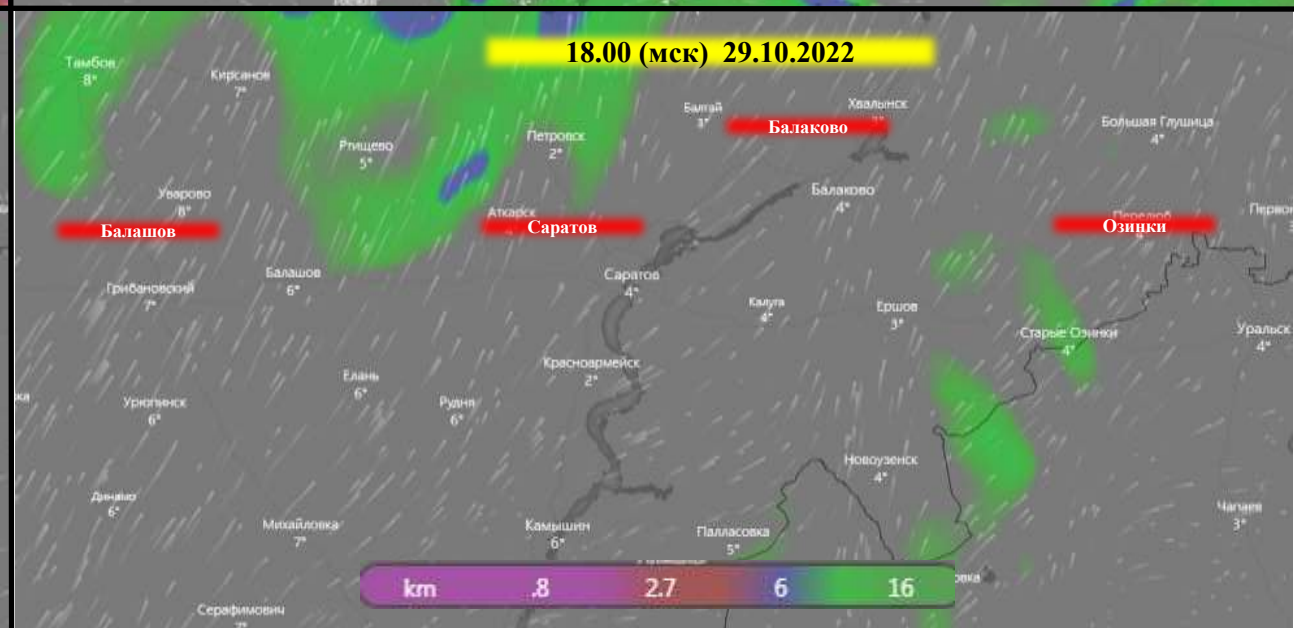 18.00 (мск) 29.10.2022
Тамбов
8°
Кирсанов
7°
Балтай
3°
Хвалынск
Балаково
Большая Глушица
4°
Ртищево
5°
Петровск
2°
Уварово
8°
Балашов
Аткарск
Саратов
Балаково
4°
Перелюб
Озинки
Грибановский
7°
Балашов
6°
Саратов
4°
Калуга
4°
Ершов
3°
Старые Озинки
4°
Уральск
4°
Красноармейск
2°
Елань
6°
Рудня
6°
Урюпинск
6°
Новоузенск
4°
Динамо
6°
Михайловка
7°
Камышин
6°
Палласовка
5°
Чапаев
3°
km .8 2.7 6 16
Серафимович
7°